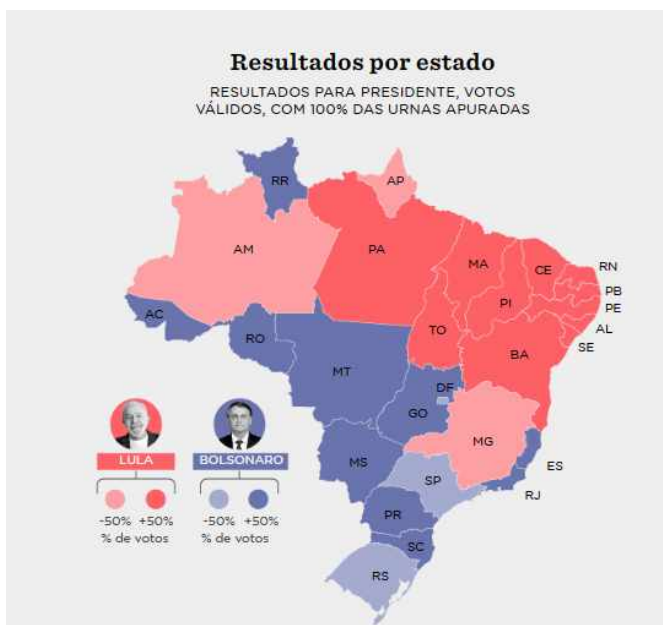 Resultados por estado
RESULTADOS PARA PRESIDENTE, VOTOS
VÁLIDOS, COM 100% DAS URNAS APURADAS
RR
AP
AM
PA
MA
CE
RN
PB
PE
AL
SE
PI
AC
RO
TO
BA
MT
DF
GO
MG
MS
ES
SP
RJ
PR
SC
RS
LULA
BOLSONARO
-50% +50%
% de votos
-50% +50%
% de votos